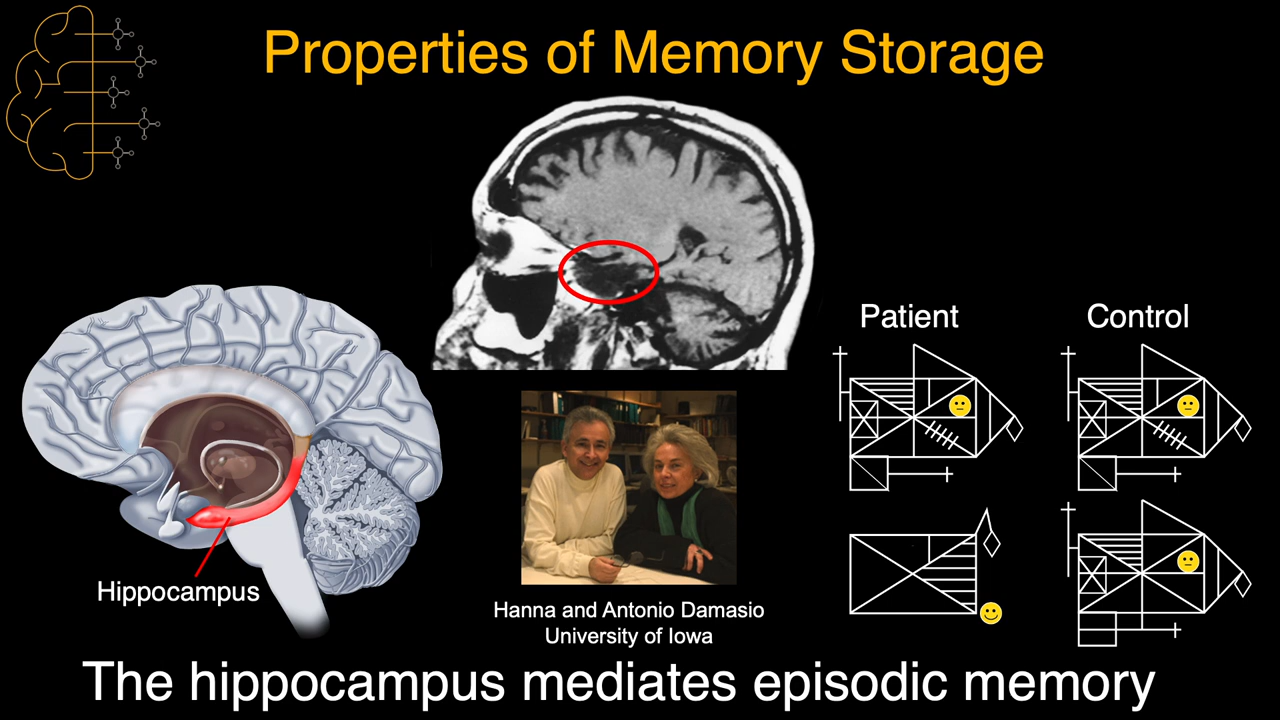 Properties of Memory Storage
Patient
Control
Hippocampus
Hanna and Antonio Damasio
University of Iowa
The hippocampus mediates episodic memory